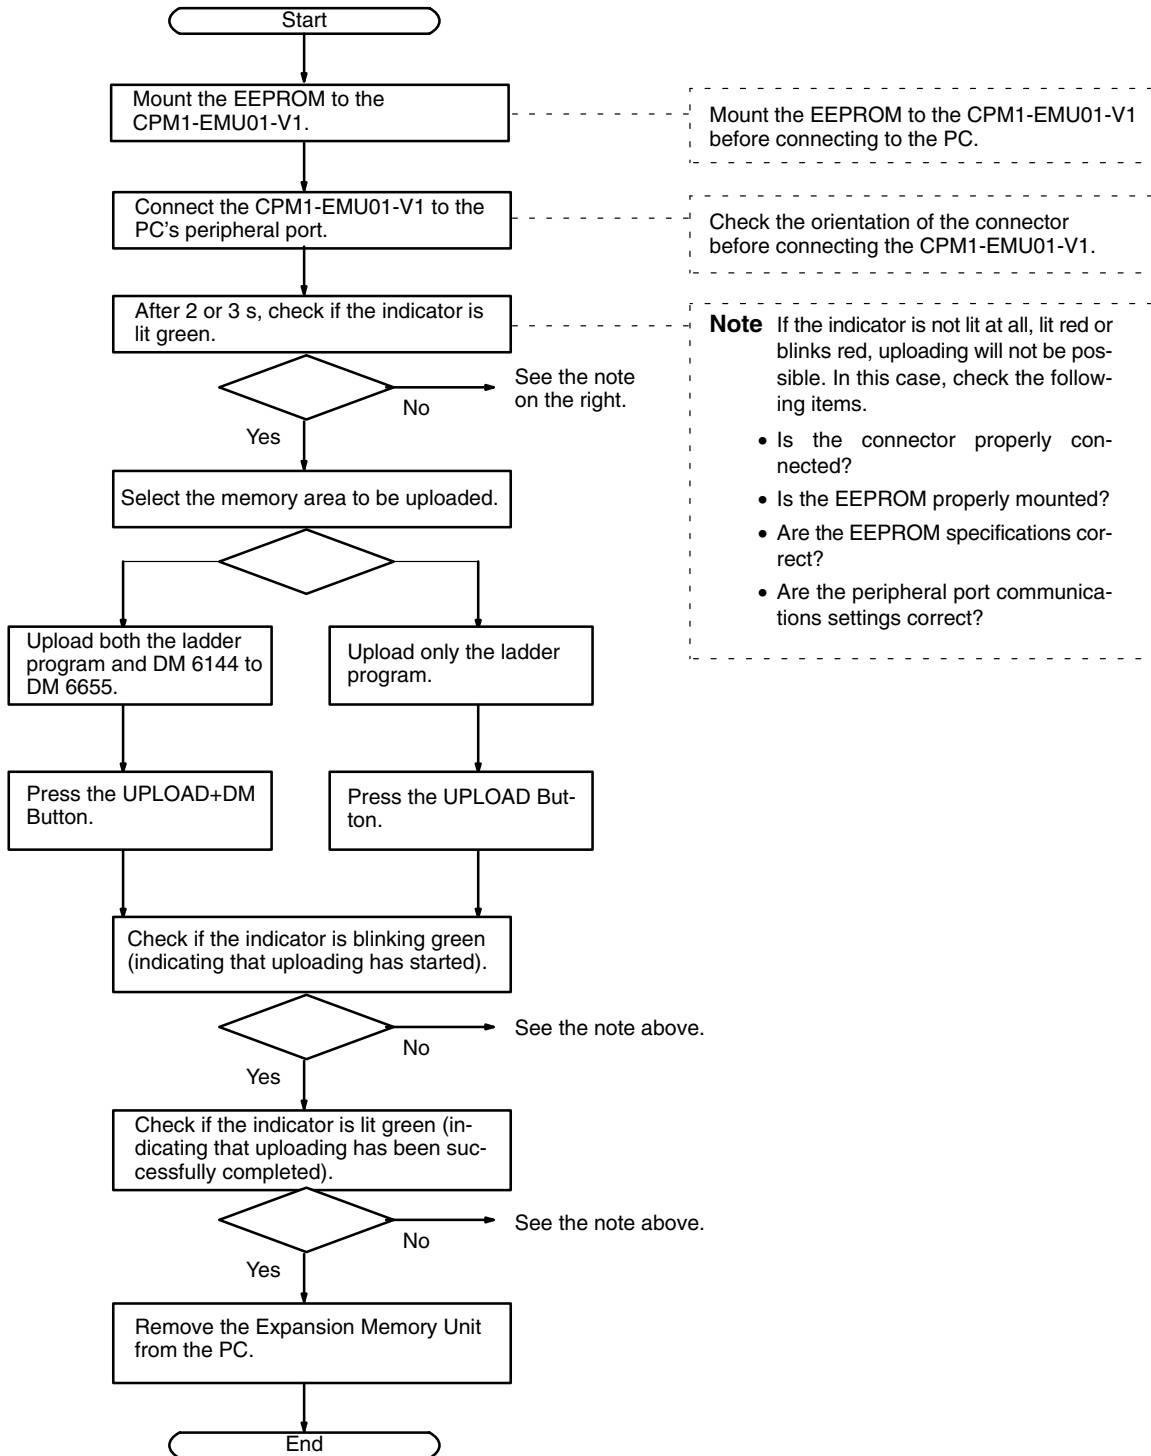 Start
Mount the EEPROM to the
CPM1-EMU01-V1.
Mount the EEPROM to the CPM1-EMU01-V1
before connecting to the PC.
Connect the CPM1-EMU01-V1 to the
PC's peripheral port.
Check the orientation of the connector
before connecting the CPM1-EMU01-V1.
After 2 or 3 s, check if the indicator is
lit green.
Note If the indicator is not lit at all, lit red or
blinks red, uploading will not be pos-
sible. In this case, check the follow-
ing items.
• Is the connector properly con-
nected?
• Is the EEPROM properly mounted?
• Are the EEPROM specifications cor-
rect?
• Are the peripheral port communica-
tions settings correct?
No
See the note
on the right.
Yes
Select the memory area to be uploaded.
Upload both the ladder
program and DM 6144 to
DM 6655.
Upload only the ladder
program.
Press the UPLOAD+DM
Button.
Press the UPLOAD But-
ton.
Check if the indicator is blinking green
(indicating that uploading has started).
No
See the note above.
Yes
Check if the indicator is lit green (in-
dicating that uploading has been suc-
cessfully completed).
No
See the note above.
Yes
Remove the Expansion Memory Unit
from the PC.
End